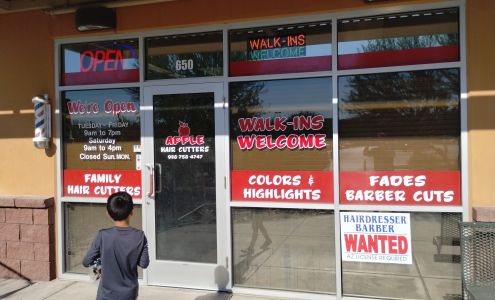 OPEN
650
WALK-INS
WELCOME
We're Open
TUESDAY - FRIDAY
9am to 7pm
Saturday
9am to 4pm
Closed Sun. MON.
FAMILY
HAIR CUTTERS
APPLE
HAIR CUTTERS
WALK-INS
WELCOME
COLORS &
HIGHLIGHTS
FADES
BARBER CUTS
HAIRDRESSER
BARBER
WANTED
AZ LICENSE REQUIRED